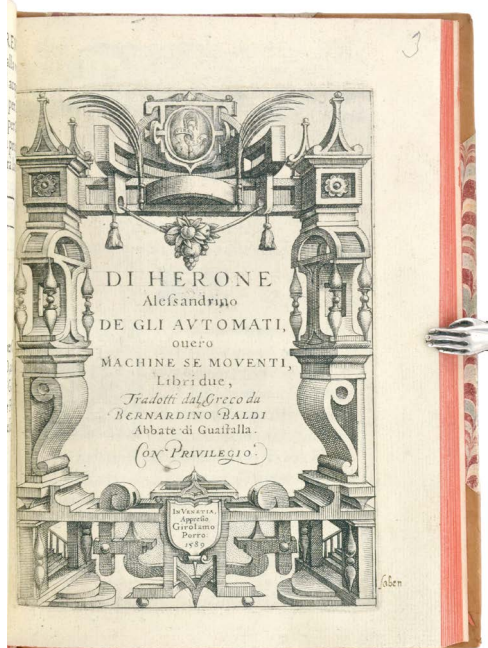 3
DI HERONE
Alessandrino
DE GLI AVTOMATI,
ouero
MACHINE SE MOVENTI,
Libri due,
Tradotti dal Greco da
BERNARDINO BALDI
Abbate di Guastalla.
CON PRIVILEGIO.
IN VENETIA,
Appresso
Girolamo
Porro.
1589
saben